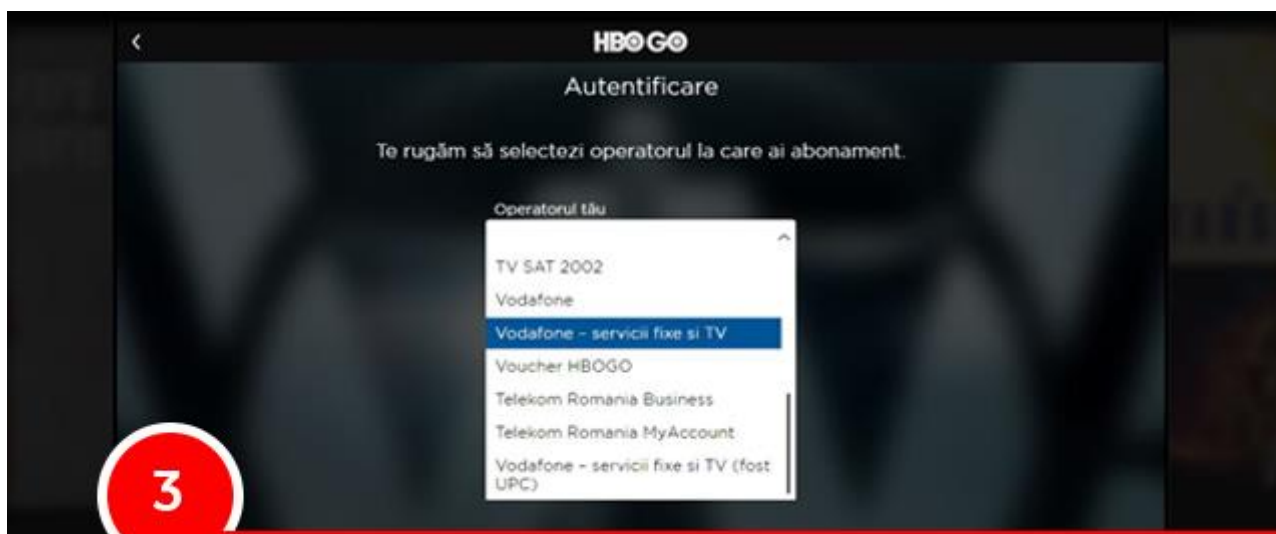 HBO GO
Autentificare
Te rugăm să selectezi operatorul la care ai abonament.
Operatorul tău
TV SAT 2002
Vodafone
Vodafone – servicii fixe si TV
Voucher HBOGO
Telekom Romania Business
Telekom Romania MyAccount
Vodafone – servicii fixe si TV (fost
UPC)
3